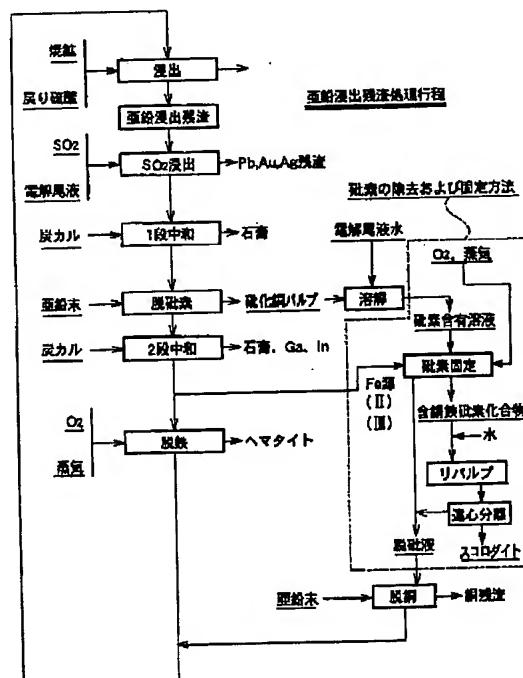 焼鉱
浸出
戻り硫酸
亜鉛浸出残渣処理行程
亜鉛浸出残渣
SO₂
SO₂浸出
Pb,Au,Ag残渣
電解尾液
砒素の除去および固定方法
炭カル
1段中和
石膏
電解尾液水
O₂，蒸気
亜鉛末
脱砒素
硫化銅パルプ
溶解
砒素含有溶液
炭カル
2段中和
石膏，Ga、In
砒素固定
Fe源
(Ⅱ)
(Ⅲ)
含銅鉄砒素化合物
O₂
脱鉄
ヘマタイト
水
蒸気
リパルプ
遠心分離
脱砒液
スコロダイト
亜鉛末
脱銅
銅残渣